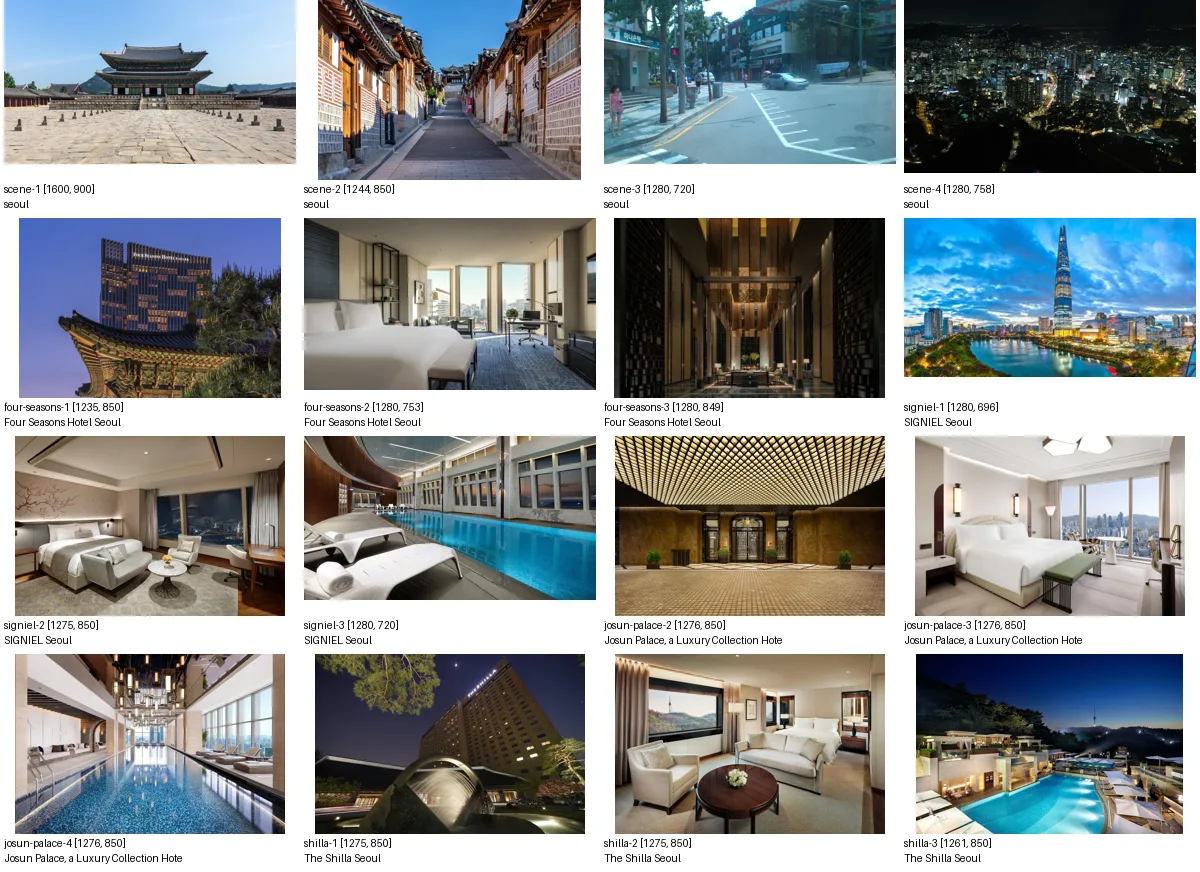 scene-1 [1600, 900]
seoul
scene-2 [1244, 850]
seoul
scene-3 [1280, 720]
seoul
scene-4 [1280, 758]
seoul
four-seasons-1 [1235, 850]
Four Seasons Hotel Seoul
four-seasons-2 [1280, 753]
Four Seasons Hotel Seoul
four-seasons-3 [1280, 849]
Four Seasons Hotel Seoul
signiel-1 [1280, 696]
SIGNIEL Seoul
signiel-2 [1275, 850]
SIGNIEL Seoul
signiel-3 [1280, 720]
SIGNIEL Seoul
josun-palace-2 [1276, 850]
Josun Palace, a Luxury Collection Hote
josun-palace-3 [1276, 850]
Josun Palace, a Luxury Collection Hote
THE SHILLA
josun-palace-4 [1276, 850]
Josun Palace, a Luxury Collection Hote
shilla-1 [1275, 850]
The Shilla Seoul
shilla-2 [1275, 850]
The Shilla Seoul
shilla-3 [1261, 850]
The Shilla Seoul